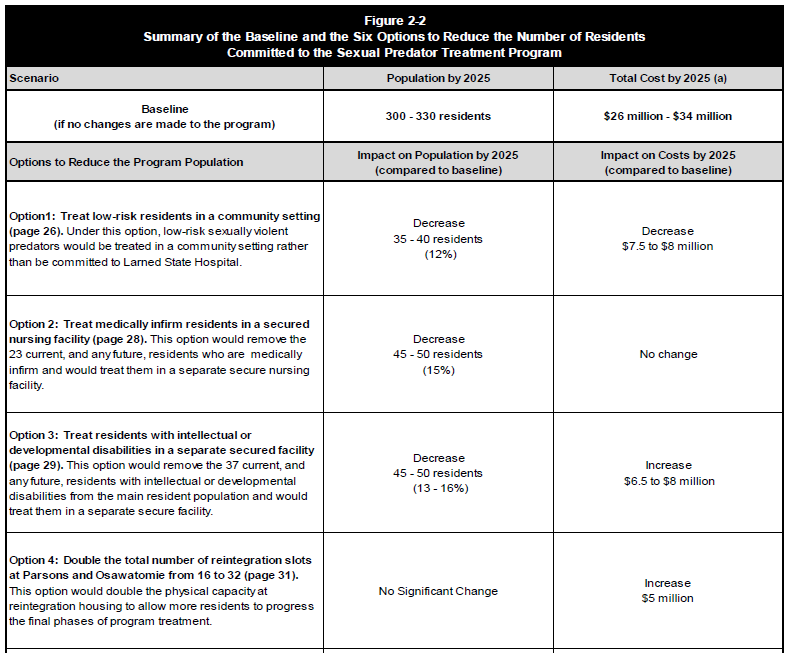 Figure 2-2
Summary of the Baseline and the Six Options to Reduce the Number of Residents
Committed to the Sexual Predator Treatment Program
Scenario
Population by 2025
Total Cost by 2025 (a)
Baseline
(if no changes are made to the program)
300 - 330 residents
$26 million - $34 million
Options to Reduce the Program Population
Impact on Population by 2025
(compared to baseline)
Impact on Costs by 2025
(compared to baseline)
Option1: Treat low-risk residents in a community setting
(page 26). Under this option, low-risk sexually violent
predators would be treated in a community setting rather
than be committed to Larned State Hospital.
Decrease
35 - 40 residents
(12%)
Decrease
$7.5 to $8 million
Option 2: Treat medically infirm residents in a secured
nursing facility (page 28). This option would remove the
23 current, and any future, residents who are medically
infirm and would treat them in a separate secure nursing
facility.
Decrease
45 - 50 residents
(15%)
No change
Option 3: Treat residents with intellectual or
developmental disabilities in a separate secured facility
(page 29). This option would remove the 37 current, and
any future, residents with intellectual or developmental
disabilities from the main resident population and would
treat them in a separate secure facility.
Decrease
45 - 50 residents
(13 - 16%)
Increase
$6.5 to $8 million
Option 4: Double the total number of reintegration slots
at Parsons and Osawatomie from 16 to 32 (page 31).
This option would double the physical capacity at
reintegration housing to allow more residents to progress
the final phases of program treatment.
No Significant Change
Increase
$5 million